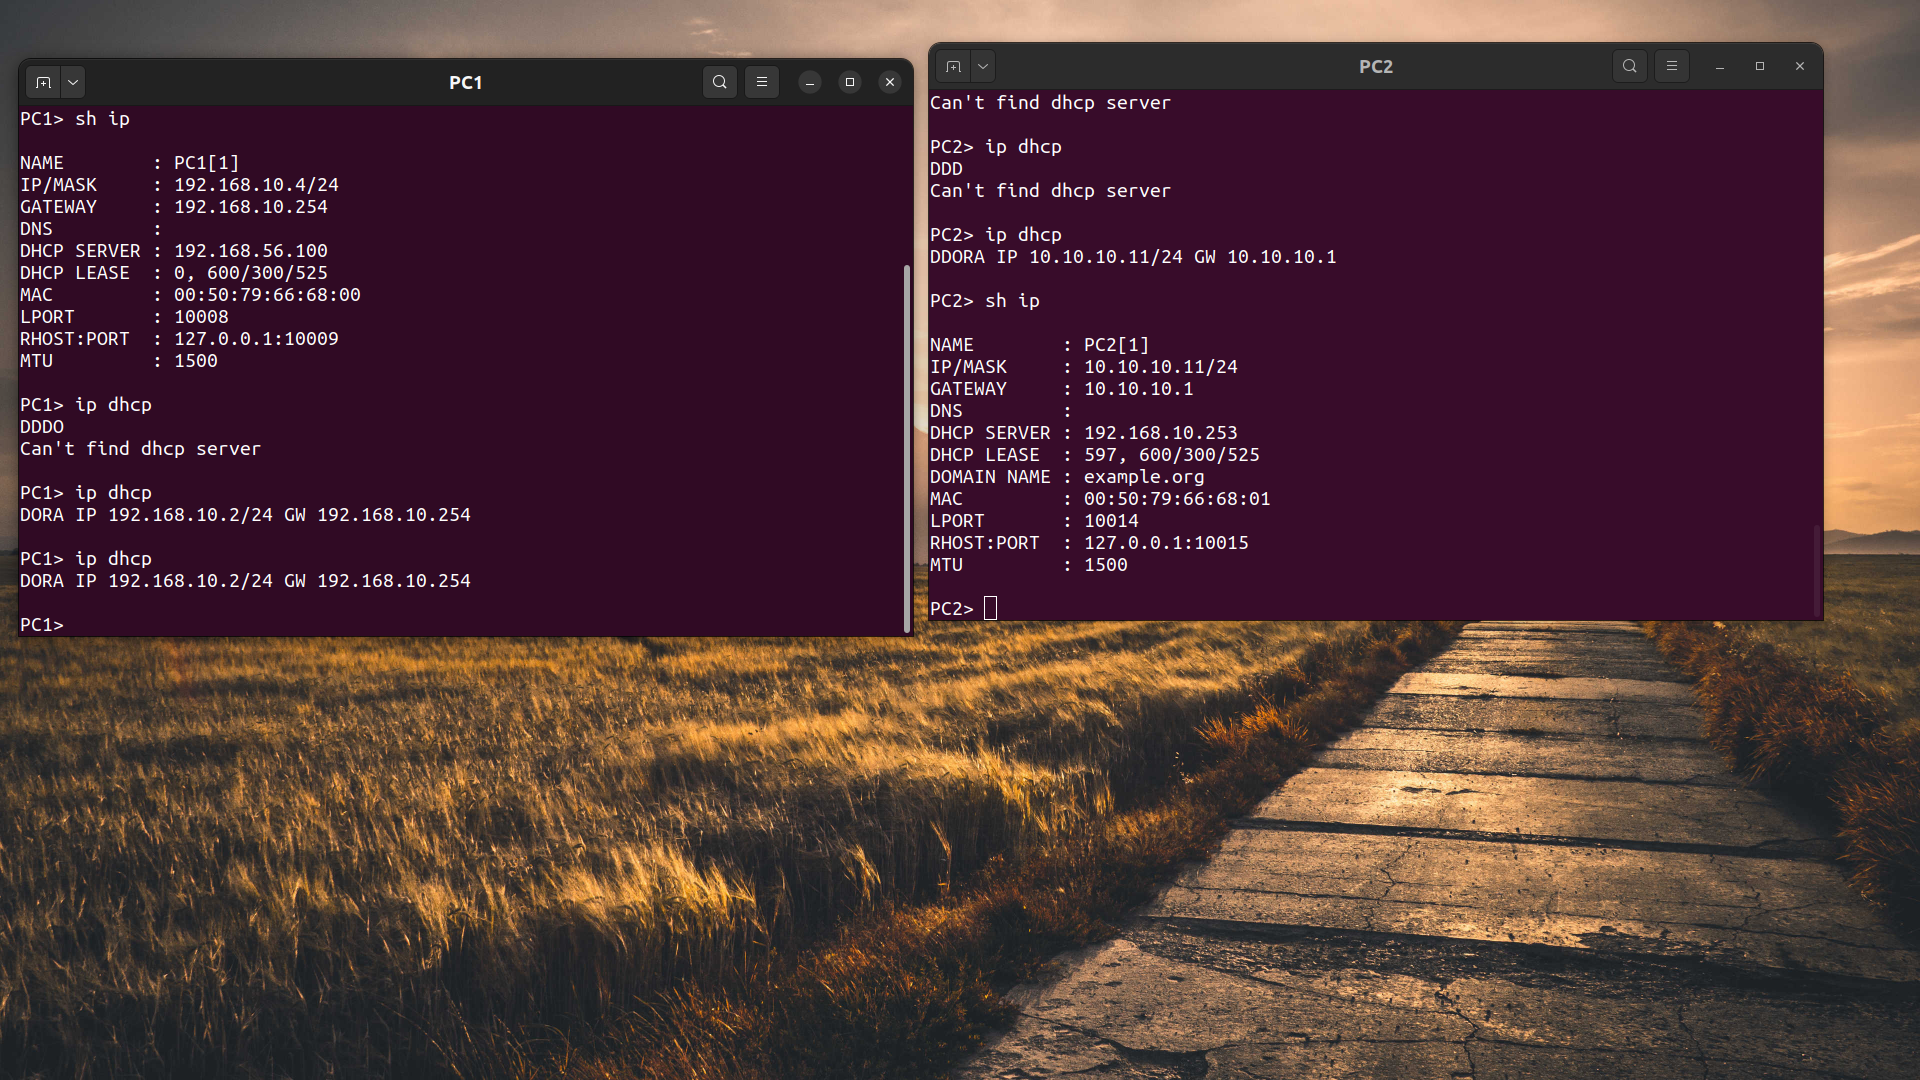 PC1
PC1> sh ip
NAME : PC1[1]
IP/MASK : 192.168.10.4/24
GATEWAY : 192.168.10.254
DNS :
DHCP SERVER : 192.168.56.100
DHCP LEASE : 0, 600/300/525
MAC : 00:50:79:66:68:00
LPORT : 10008
RHOST:PORT : 127.0.0.1:10009
MTU : 1500
PC1> ip dhcp
DDDO
Can't find dhcp server
PC1> ip dhcp
DORA IP 192.168.10.2/24 GW 192.168.10.254
PC1> ip dhcp
DORA IP 192.168.10.2/24 GW 192.168.10.254
PC1>
PC2
Can't find dhcp server
PC2> ip dhcp
DDD
Can't find dhcp server
PC2> ip dhcp
DDORA IP 10.10.10.11/24 GW 10.10.10.1
PC2> sh ip
NAME : PC2[1]
IP/MASK : 10.10.10.11/24
GATEWAY : 10.10.10.1
DNS :
DHCP SERVER : 192.168.10.253
DHCP LEASE : 597, 600/300/525
DOMAIN NAME : example.org
MAC : 00:50:79:66:68:01
LPORT : 10014
RHOST:PORT : 127.0.0.1:10015
MTU : 1500
PC2>